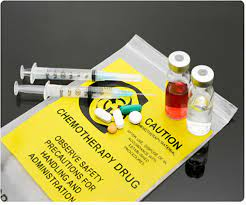 CAUTION
CHEMOTHERAPY DRUG
OBSERVE SAFETY
PRECAUTIONS FOR
HANDLING AND
ADMINISTRATION